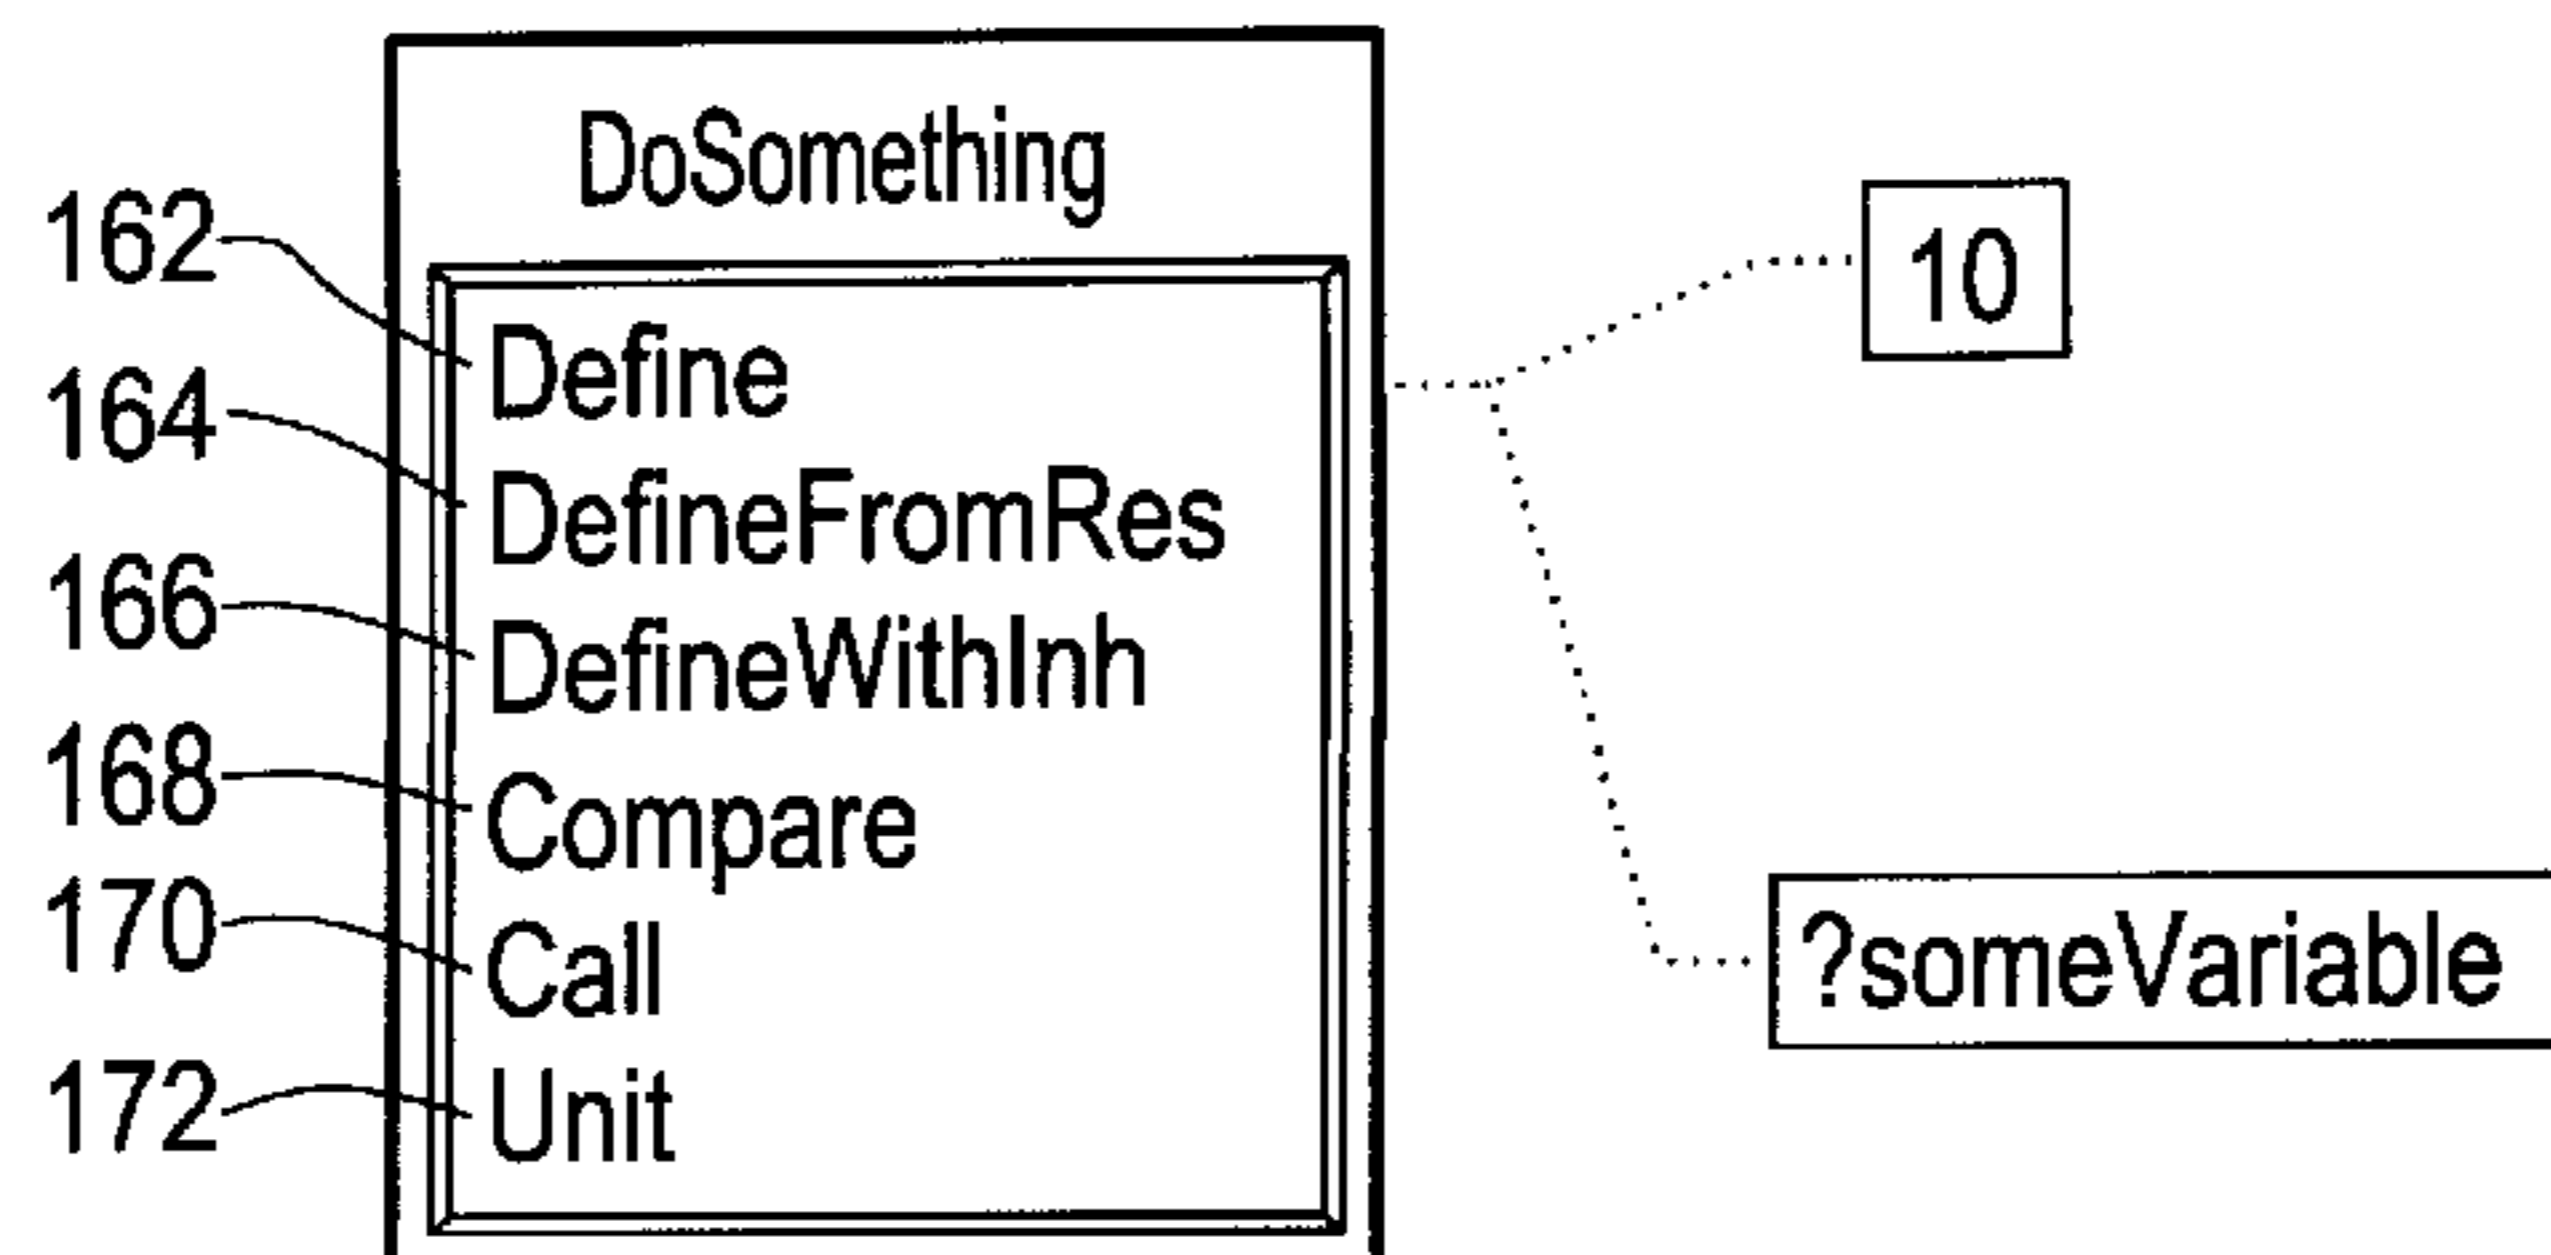 DoSomething
162
Define
164
DefineFromRes
166
DefineWithInh
168
Compare
170
Call
172
Unit
10
?someVariable